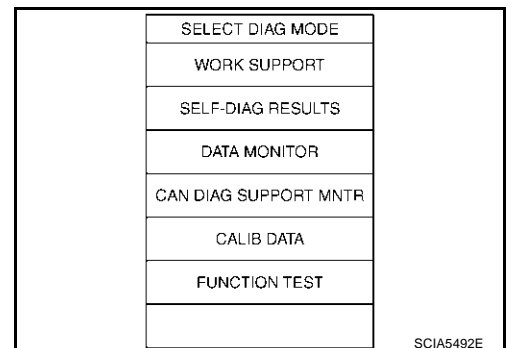 SELECT DIAG MODE
WORK SUPPORT
SELF-DIAG RESULTS
DATA MONITOR
CAN DIAG SUPPORT MNTR
CALIB DATA
FUNCTION TEST
SCIA5492E